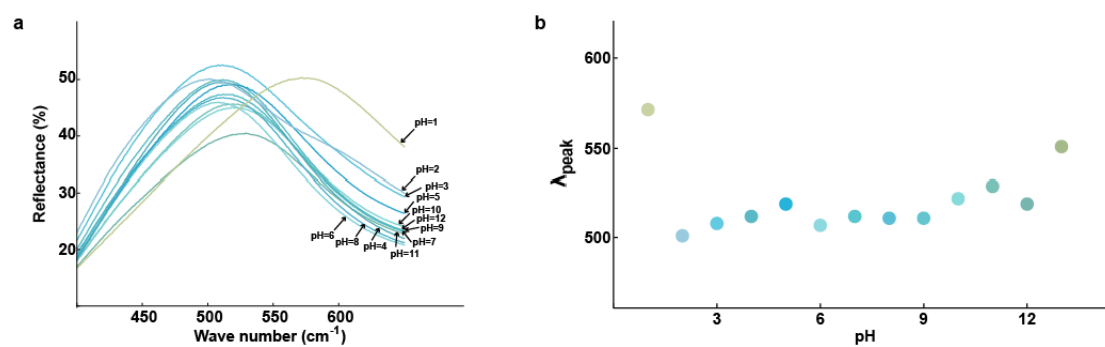 a
Reflectance (%)
50
40
30
20
450
500
550
600
Wave number (cm⁻¹)
pH=1
pH=2
pH=3
pH=5
pH=10
pH=12
pH=9
pH=6
pH=8
pH=4
pH=7
pH=11
b
λpeak
600
550
500
3
6
9
12
pH